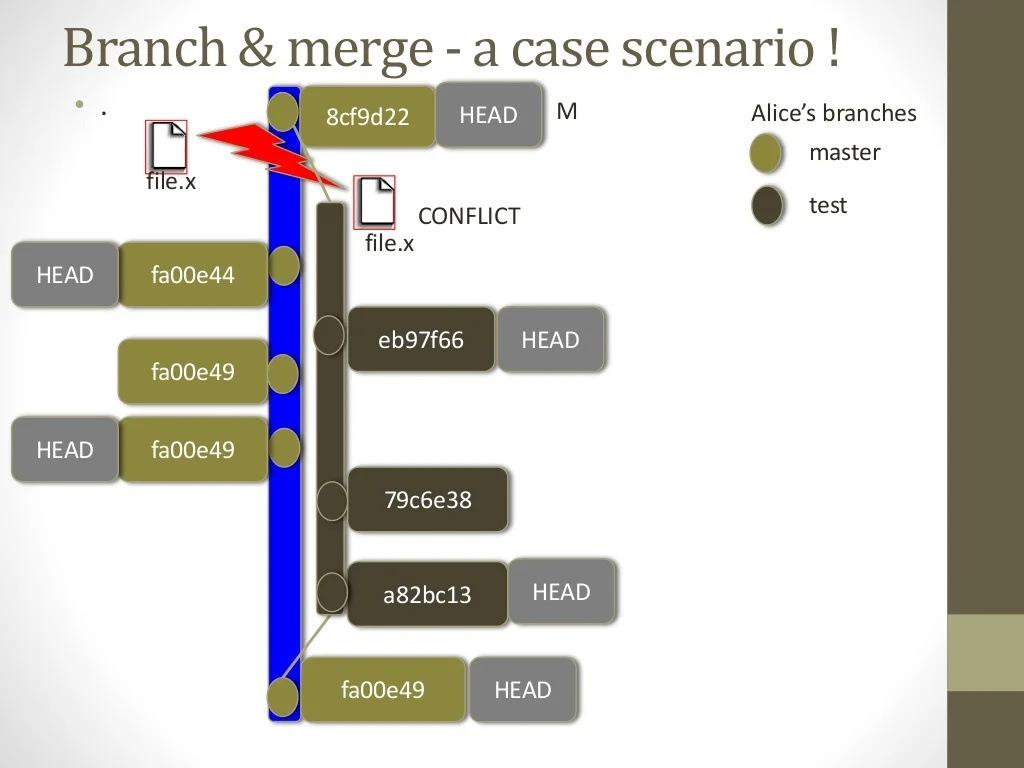 Branch & merge - a case scenario !
• .
8cf9d22 HEAD M
Alice’s branches
master
test
file.x
CONFLICT
file.x
HEAD fa00e44
eb97f66 HEAD
fa00e49
HEAD fa00e49
79c6e38
a82bc13 HEAD
fa00e49 HEAD